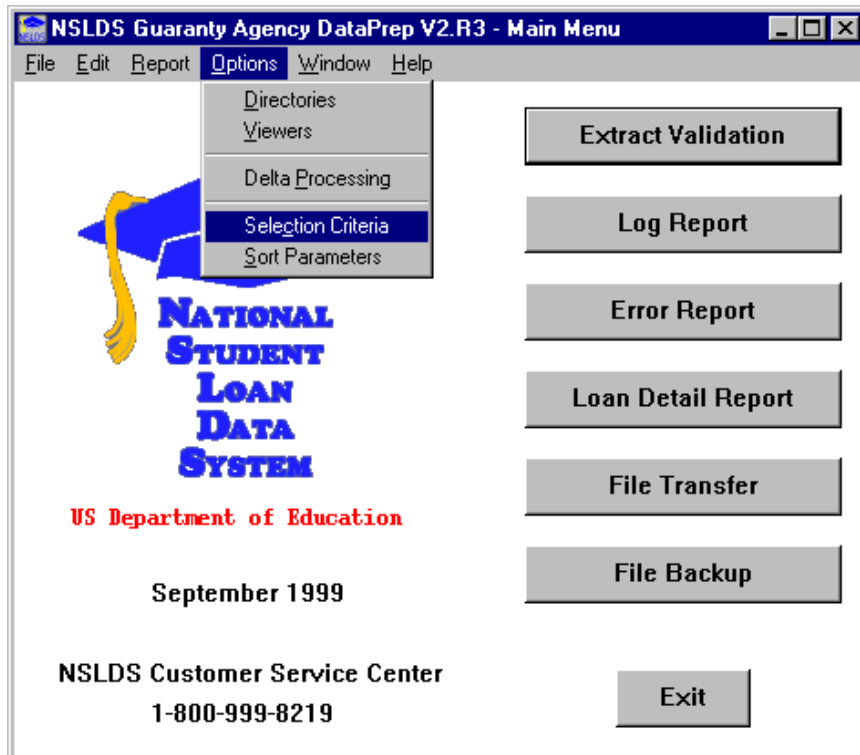 NSLDS Guaranty Agency DataPrep V2.R3 - Main Menu
File Edit Report Options Window Help
Directories
Viewers
Delta Processing
Selection Criteria
Sort Parameters
NATIONAL
STUDENT
LOAN
DATA
SYSTEM
US Department of Education
September 1999
NSLDS Customer Service Center
1-800-999-8219
Extract Validation
Log Report
Error Report
Loan Detail Report
File Transfer
File Backup
Exit